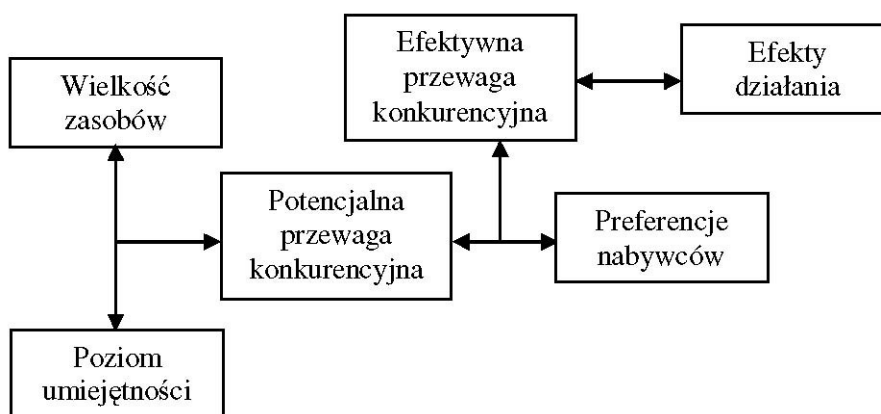 Wielkość
zasobów
Efektywna
przewaga
konkurencyjna
Efekty
działania
Potencjalna
przewaga
konkurencyjna
Preferencje
nabywców
Poziom
umiejętności